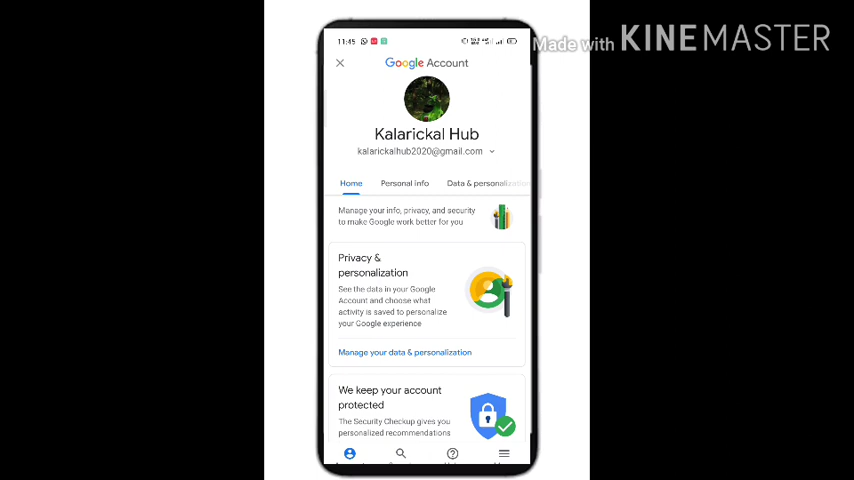 Made with KINEMASTER
11:45
Google Account
Kalarickal Hub
kalarickalhub2020@gmail.com
Home Personal info Data & personalization
Manage your info, privacy, and security
to make Google work better for you
Privacy &
personalization
See the data in your Google
Account and choose what
activity is saved to personalize
your Google experience
Manage your data & personalization
We keep your account
protected
The Security Checkup gives you
personalized recommendations